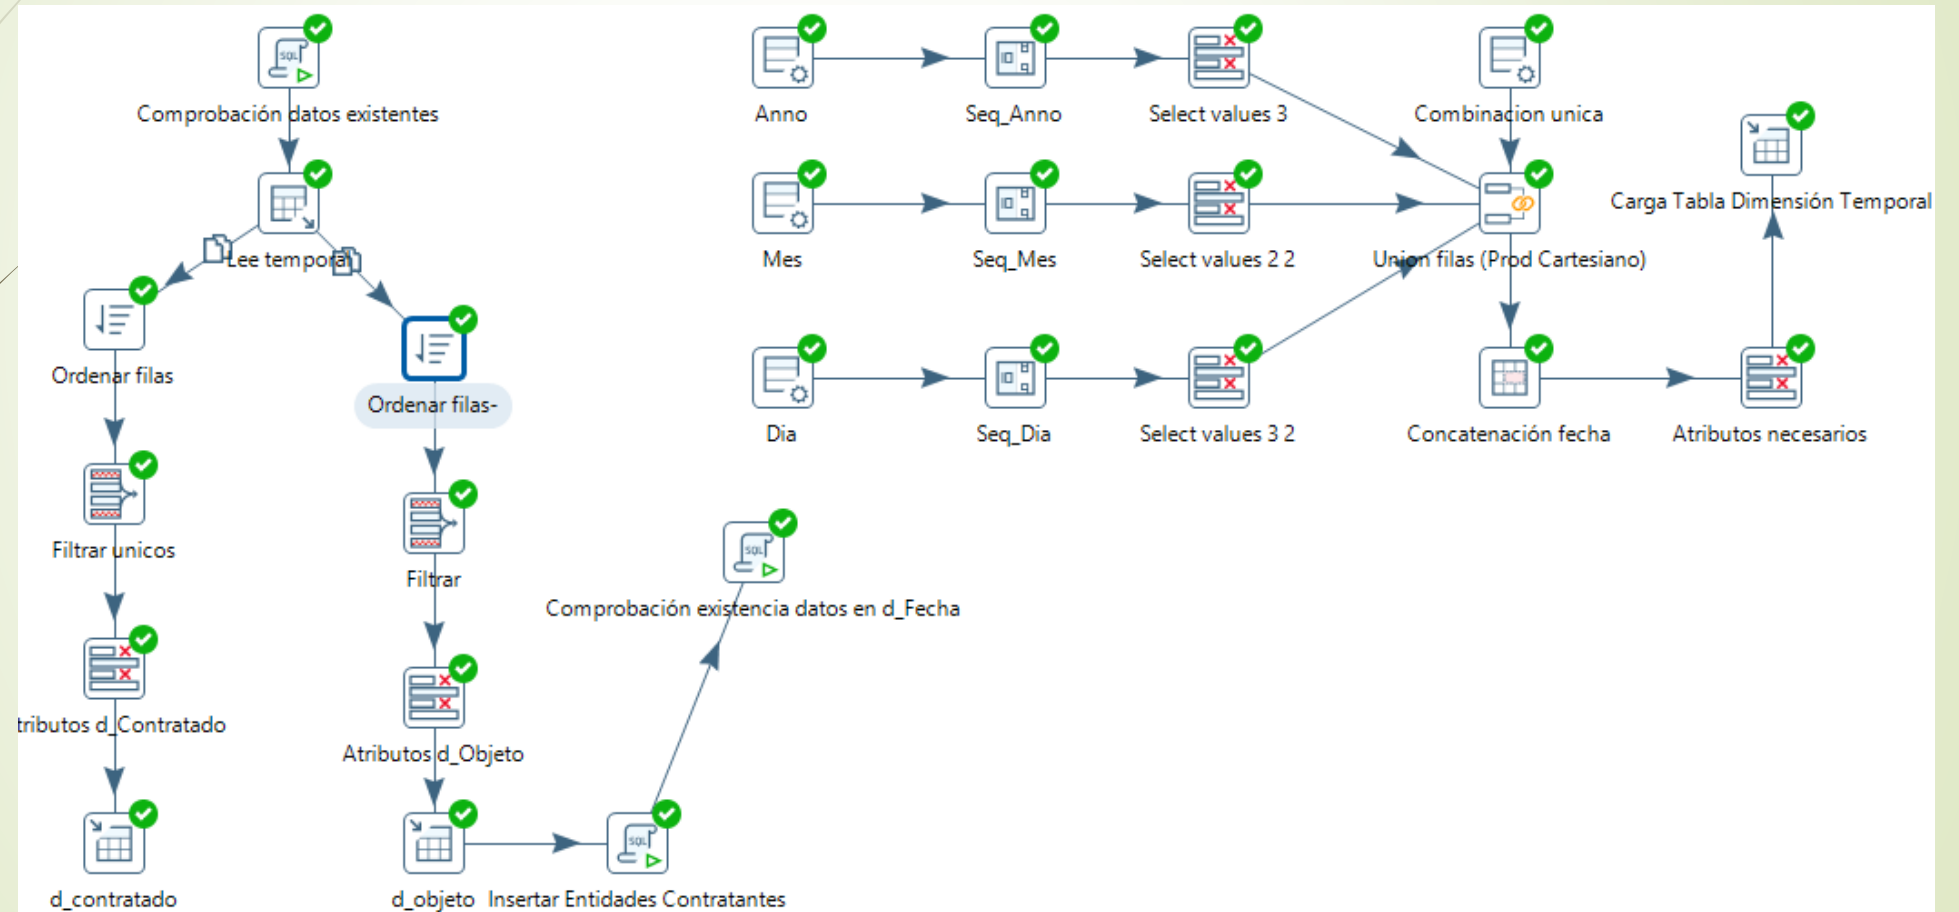 Comprobación datos existentes
Anno
Seq_Anno
Select values 3
Combinacion unica
Carga Tabla Dimensión Temporal
Lee temporal
Mes
Seq_Mes
Select values 2 2
Union filas (Prod Cartesiano)
Ordenar filas
Ordenar filas-
Dia
Seq_Dia
Select values 3 2
Concatenación fecha
Atributos necesarios
Filtrar unicos
Filtrar
Comprobación existencia datos en d_Fecha
tributos d_Contratado
Atributos d_Objeto
d_contratado
d_objeto
Insertar Entidades Contratantes
SQL
SQL
SQL